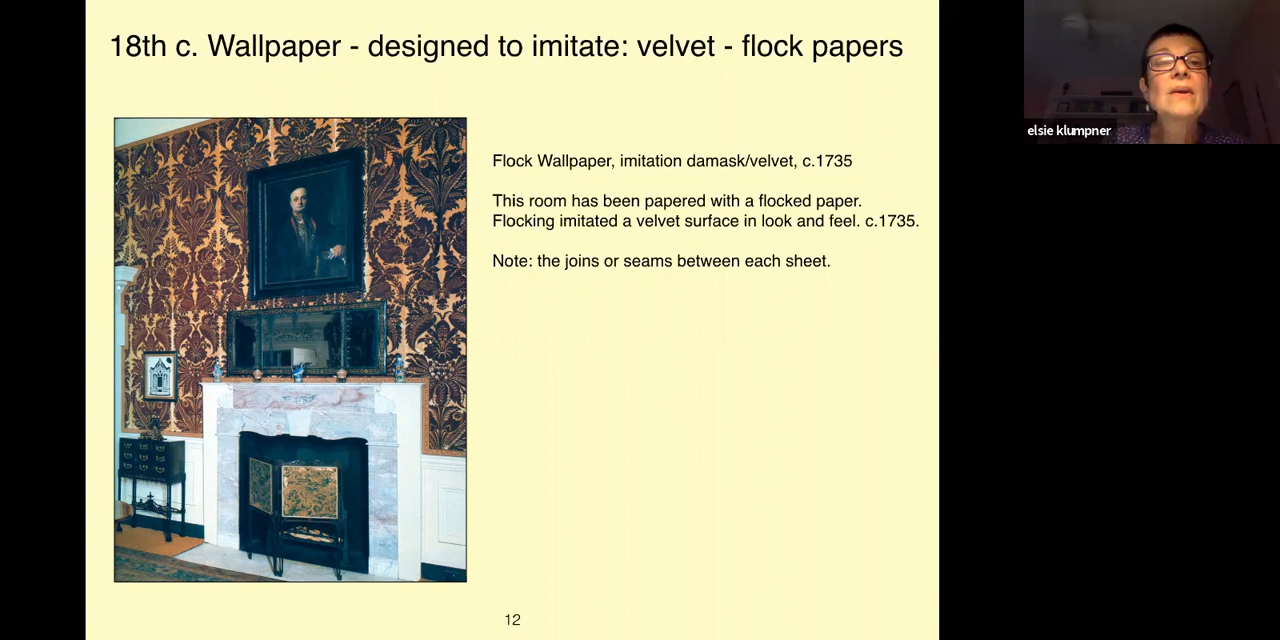 18th c. Wallpaper - designed to imitate: velvet - flock papers
elsie klumpner
Flock Wallpaper, imitation damask/velvet, c.1735
This room has been papered with a flocked paper.
Flocking imitated a velvet surface in look and feel. c.1735.
Note: the joins or seams between each sheet.
12